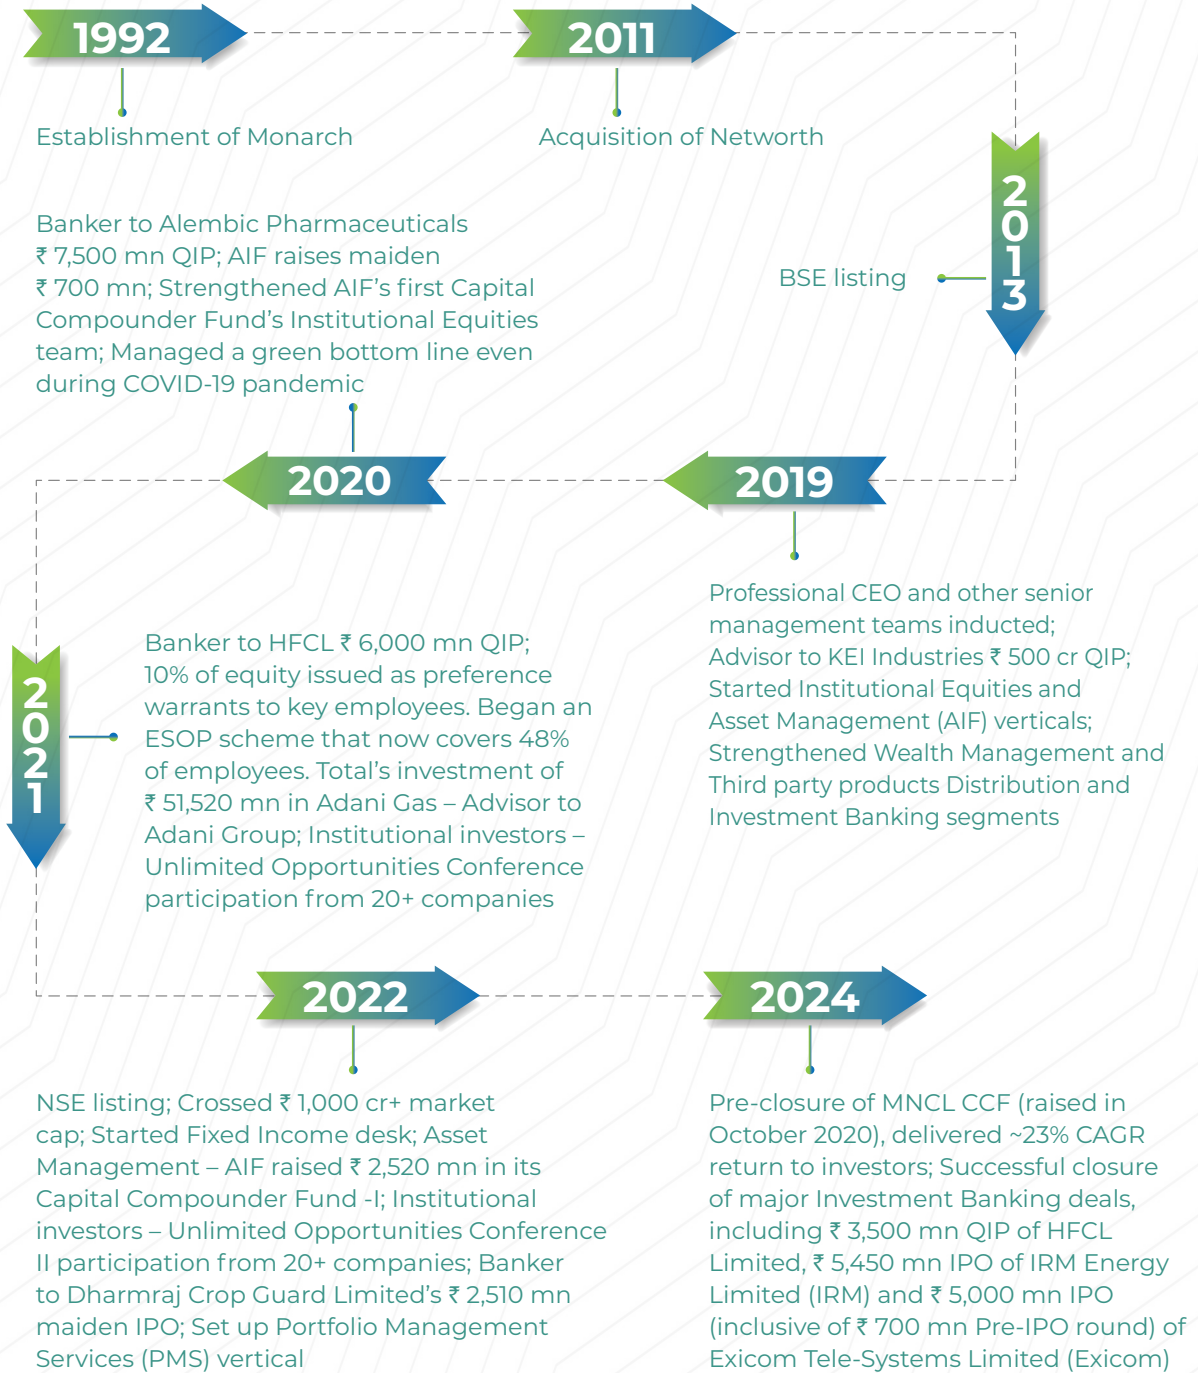 1992
Establishment of Monarch
2011
Acquisition of Networth
2013
BSE listing
2019
Professional CEO and other senior
management teams inducted;
Advisor to KEI Industries ₹ 500 cr QIP;
Started Institutional Equities and
Asset Management (AIF) verticals;
Strengthened Wealth Management and
Third party products Distribution and
Investment Banking segments
2020
Banker to Alembic Pharmaceuticals
₹ 7,500 mn QIP; AIF raises maiden
₹ 700 mn; Strengthened AIF’s first Capital
Compounder Fund’s Institutional Equities
team; Managed a green bottom line even
during COVID-19 pandemic
2021
Banker to HFCL ₹ 6,000 mn QIP;
10% of equity issued as preference
warrants to key employees. Began an
ESOP scheme that now covers 48%
of employees. Total’s investment of
₹ 51,520 mn in Adani Gas – Advisor to
Adani Group; Institutional investors –
Unlimited Opportunities Conference
participation from 20+ companies
2022
NSE listing; Crossed ₹ 1,000 cr+ market
cap; Started Fixed Income desk; Asset
Management – AIF raised ₹ 2,520 mn in its
Capital Compounder Fund -I; Institutional
investors – Unlimited Opportunities Conference
II participation from 20+ companies; Banker
to Dharmraj Crop Guard Limited’s ₹ 2,510 mn
maiden IPO; Set up Portfolio Management
Services (PMS) vertical
2024
Pre-closure of MNCL CCF (raised in
October 2020), delivered ~23% CAGR
return to investors; Successful closure
of major Investment Banking deals,
including ₹ 3,500 mn QIP of HFCL
Limited, ₹ 5,450 mn IPO of IRM Energy
Limited (IRM) and ₹ 5,000 mn IPO
(inclusive of ₹ 700 mn Pre-IPO round) of
Exicom Tele-Systems Limited (Exicom)